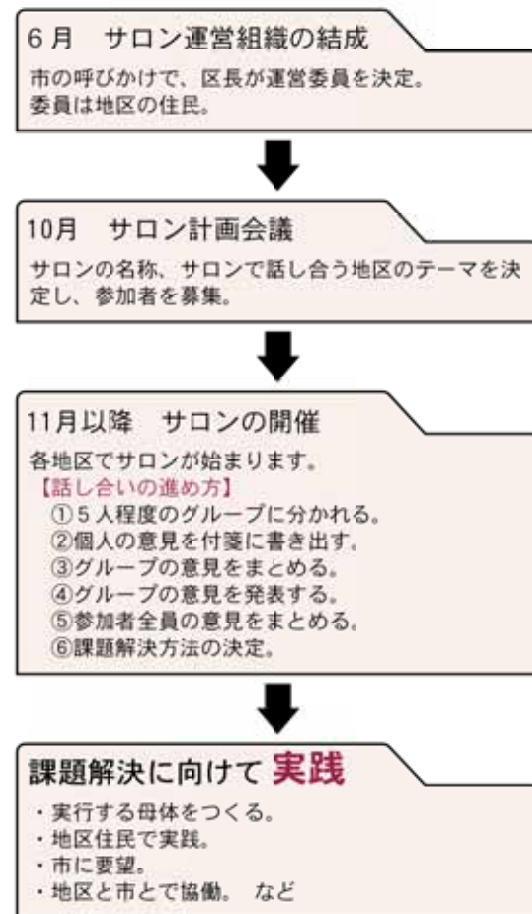 6月 サロン運営組織の結成
市の呼びかけで、区長が運営委員を決定。
委員は地区の住民。
10月 サロン計画会議
サロンの名称、サロンで話し合う地区のテーマを決
定し、参加者を募集。
11月以降 サロンの開催
各地区でサロンが始まります。
【話し合いの進め方】
①5人程度のグループに分かれる。
②個人の意見を付箋に書き出す。
③グループの意見をまとめる。
④グループの意見を発表する。
⑤参加者全員の意見をまとめる。
⑥課題解決方法の決定。
課題解決に向けて 実践
・実行する母体をつくる。
・地区住民で実践。
・市に要望。
・地区と市とで協働。 など